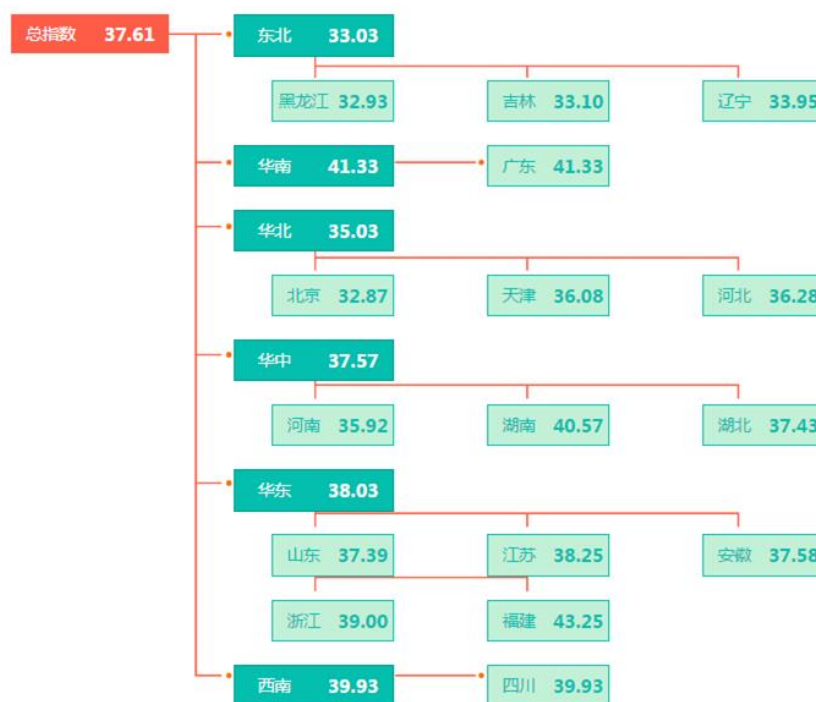 总指数 37.61
东北 33.03
黑龙江 32.93
吉林 33.10
辽宁 33.95
华南 41.33
广东 41.33
华北 35.03
北京 32.87
天津 36.08
河北 36.28
华中 37.57
河南 35.92
湖南 40.57
湖北 37.43
华东 38.03
山东 37.39
江苏 38.25
安徽 37.58
浙江 39.00
福建 43.25
西南 39.93
四川 39.93